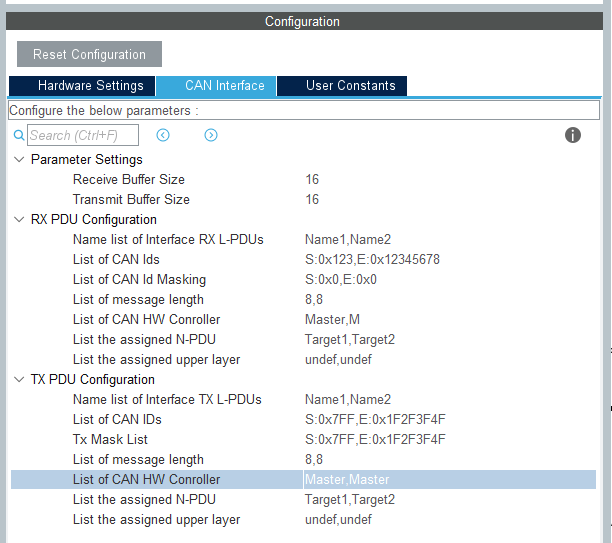 Configuration
Reset Configuration
Hardware Settings CAN Interface User Constants
Configure the below parameters :
Search (Ctrl+F)
Parameter Settings
Receive Buffer Size 16
Transmit Buffer Size 16
RX PDU Configuration
Name list of Interface RX L-PDUs Name1,Name2
List of CAN Ids S:0x123,E:0x12345678
List of CAN Id Masking S:0x0,E:0x0
List of message length 8,8
List of CAN HW Conroller Master,M
List the assigned N-PDU Target1,Target2
List the assigned upper layer undef,undef
TX PDU Configuration
Name list of Interface TX L-PDUs Name1,Name2
List of CAN IDs S:0x7FF,E:0x1F2F3F4F
Tx Mask List S:0x7FF,E:0x1F2F3F4F
List of message length 8,8
List of CAN HW Conroller Master,Master
List the assigned N-PDU Target1,Target2
List the assigned upper layer undef,undef